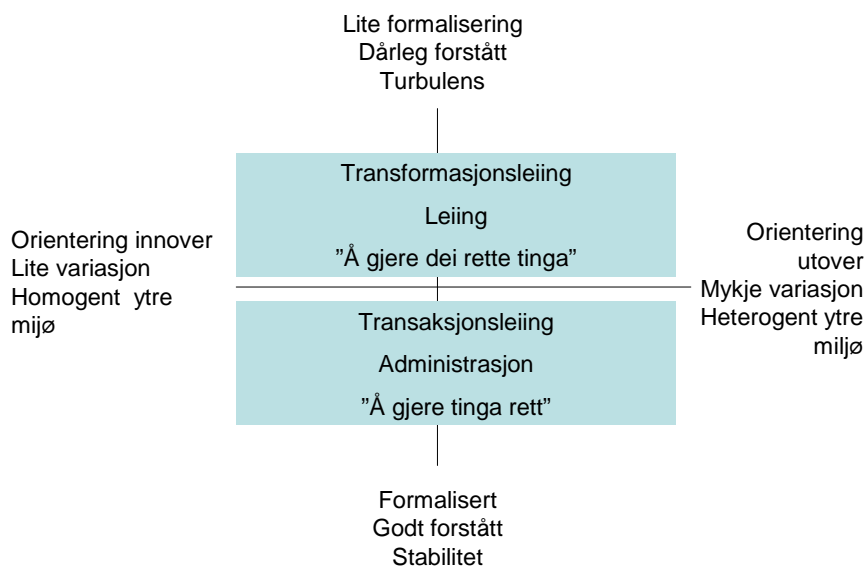 Lite formalisering
Dårleg forstått
Turbulens
Transformasjonsleiing
Leiing
”Å gjere dei rette tinga”
Orientering innover
Lite variasjon
Homogent ytre
mijø
Orientering
utover
Mykje variasjon
Heterogent ytre
miljø
Transaksjonsleiing
Administrasjon
”Å gjere tinga rett”
Formalisert
Godt forstått
Stabilitet